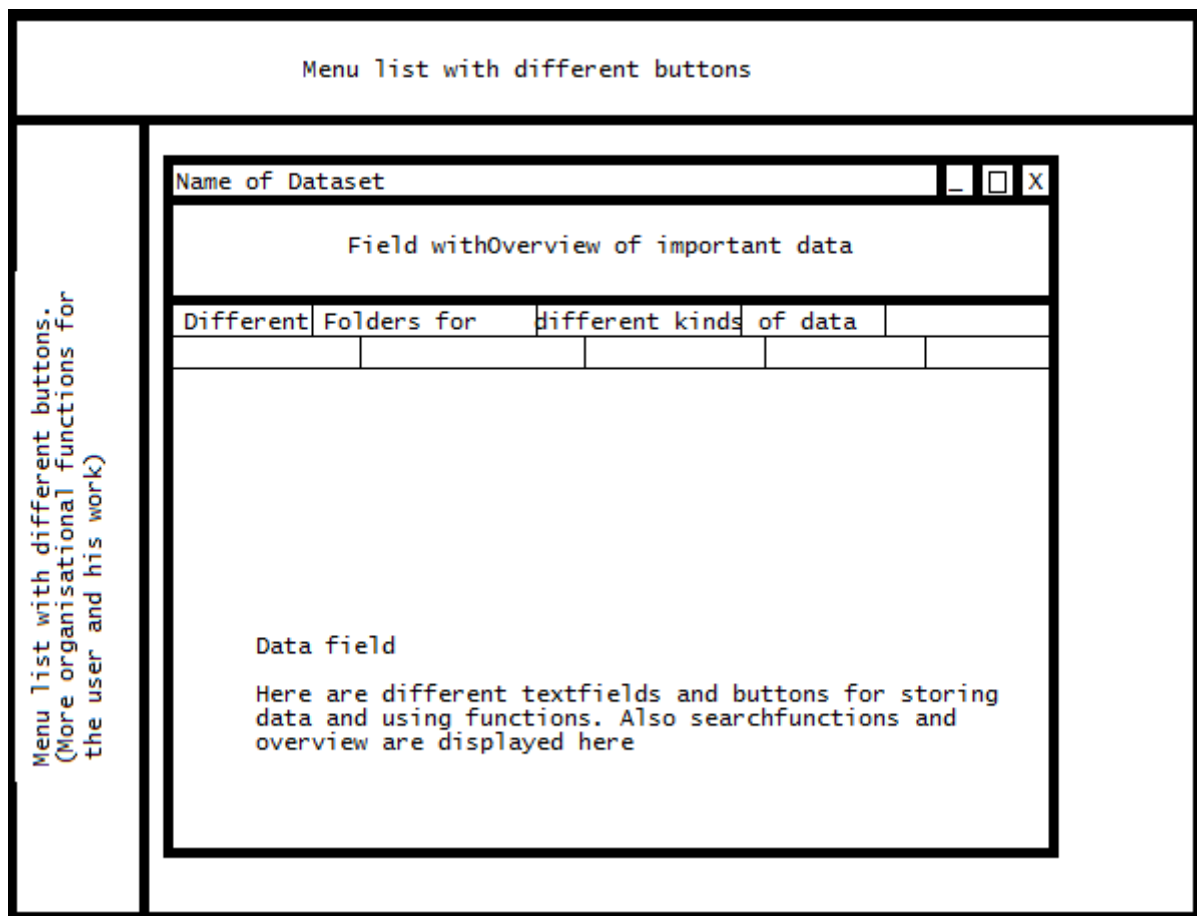 Menu list with different buttons
Name of Dataset _ □ X
Field withOverview of important data
Different Folders for different kinds of data
Menu list with different buttons.
(More organisational functions for
the user and his work)
Data field
Here are different textfields and buttons for storing
data and using functions. Also searchfunctions and
overview are displayed here